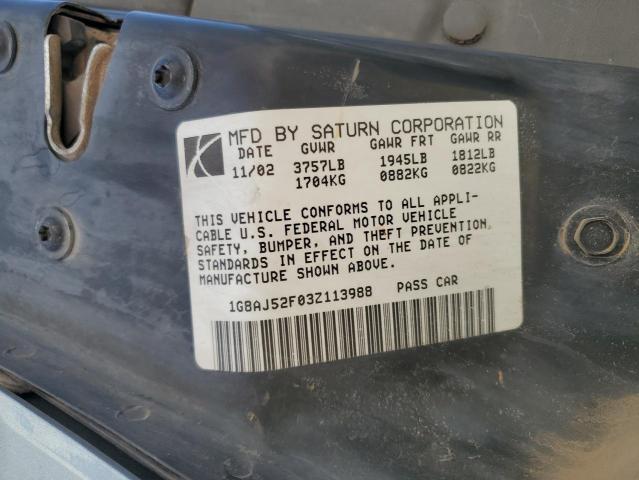 MFD BY SATURN CORPORATION
DATE GVWR GAWR FRT GAWR RR
11/02 3757LB 1945LB 1812LB
1704KG 0882KG 0822KG
THIS VEHICLE CONFORMS TO ALL APPLI-
CABLE U.S. FEDERAL MOTOR VEHICLE
SAFETY, BUMPER, AND THEFT PREVENTION
STANDARDS IN EFFECT ON THE DATE OF
MANUFACTURE SHOWN ABOVE.
1G8AJ52F03Z113988 PASS CAR